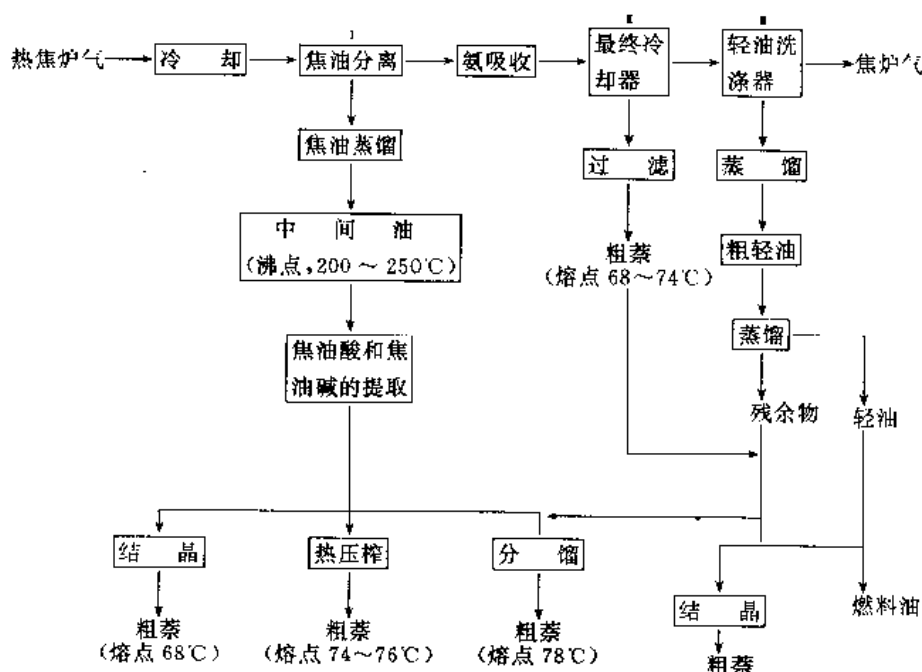 热焦炉气
冷 却
焦油分离
氨吸收
最终冷
却器
轻油洗
涤器
焦炉气
焦油蒸馏
过 滤
蒸 馏
中 间 油
(沸点,200～250℃)
粗萘
(熔点 68～74℃)
粗轻油
蒸馏
焦油酸和焦
油碱的提取
残余物
轻油
结 晶
热压榨
分 馏
结 晶
燃料油
粗萘
(熔点 68℃)
粗萘
(熔点 74～76℃)
粗萘
(熔点 78℃)
粗萘